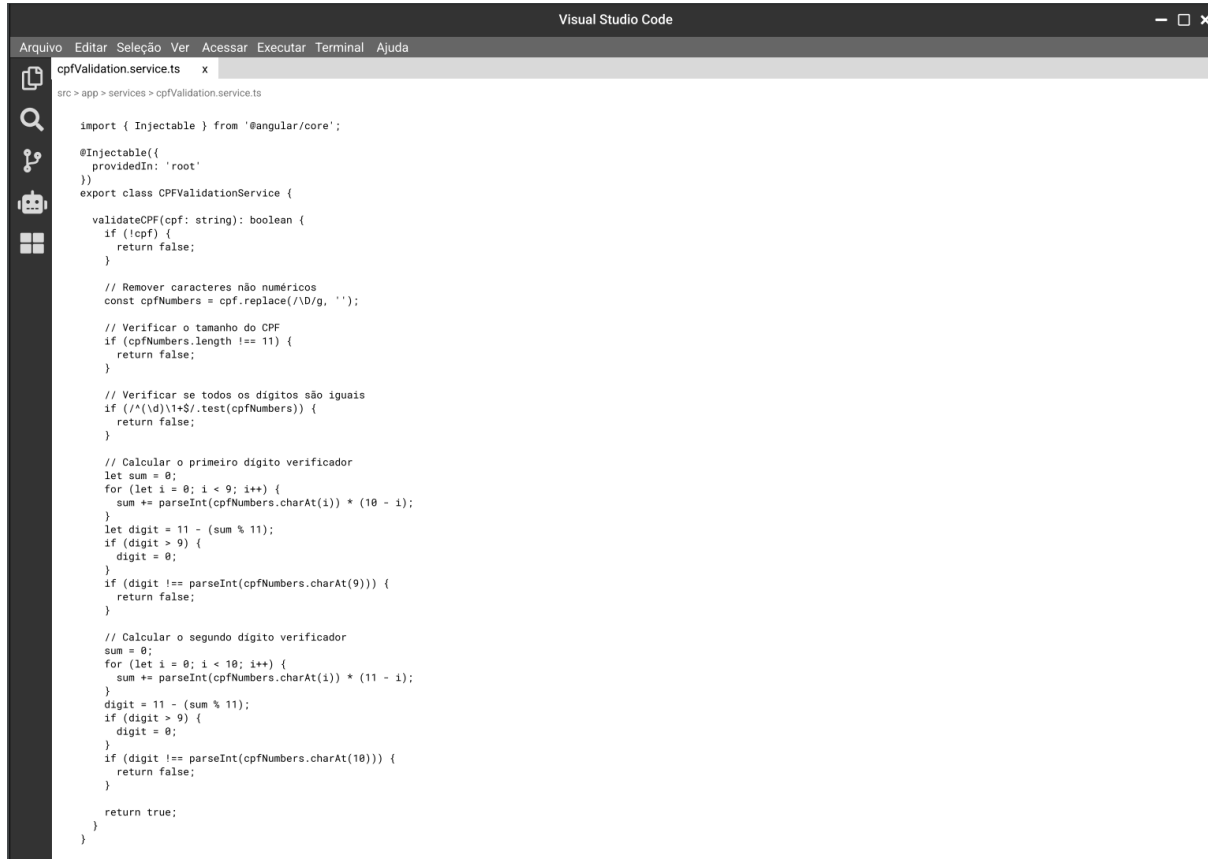 Visual Studio Code
Arquivo Editar Seleção Ver Acessar Executar Terminal Ajuda
cpfValidation.service.ts x
src > app > services > cpfValidation.service.ts
import { Injectable } from '@angular/core';
@Injectable({
providedIn: 'root'
})
export class CPFValidationService {
validateCPF(cpf: string): boolean {
if (!cpf) {
return false;
}
// Remover caracteres não numéricos
const cpfNumbers = cpf.replace(/\D/g, '');
// Verificar o tamanho do CPF
if (cpfNumbers.length !== 11) {
return false;
}
// Verificar se todos os dígitos são iguais
if (/^(\d)\1+$/.test(cpfNumbers)) {
return false;
}
// Calcular o primeiro dígito verificador
let sum = 0;
for (let i = 0; i < 9; i++) {
sum += parseInt(cpfNumbers.charAt(i)) * (10 - i);
}
let digit = 11 - (sum % 11);
if (digit > 9) {
digit = 0;
}
if (digit !== parseInt(cpfNumbers.charAt(9))) {
return false;
}
// Calcular o segundo dígito verificador
sum = 0;
for (let i = 0; i < 10; i++) {
sum += parseInt(cpfNumbers.charAt(i)) * (11 - i);
}
digit = 11 - (sum % 11);
if (digit > 9) {
digit = 0;
}
if (digit !== parseInt(cpfNumbers.charAt(10))) {
return false;
}
return true;
}
}